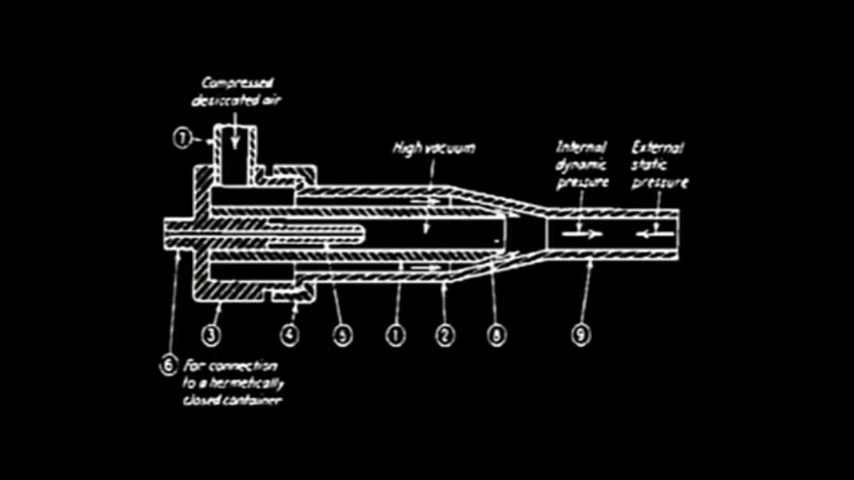 Compressed
desiccated air
7
High vacuum
Internal
dynamic
pressure
External
static
pressure
3
4
5
1
2
8
9
6
For connection
to a hermetically
closed container